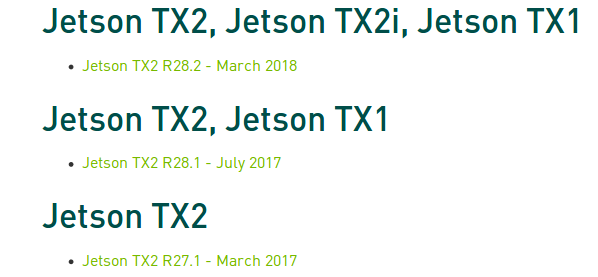 Jetson TX2, Jetson TX2i, Jetson TX1
Jetson TX2 R28.2 - March 2018
Jetson TX2, Jetson TX1
Jetson TX2 R28.1 - July 2017
Jetson TX2
Jetson TX2 R27.1 - March 2017